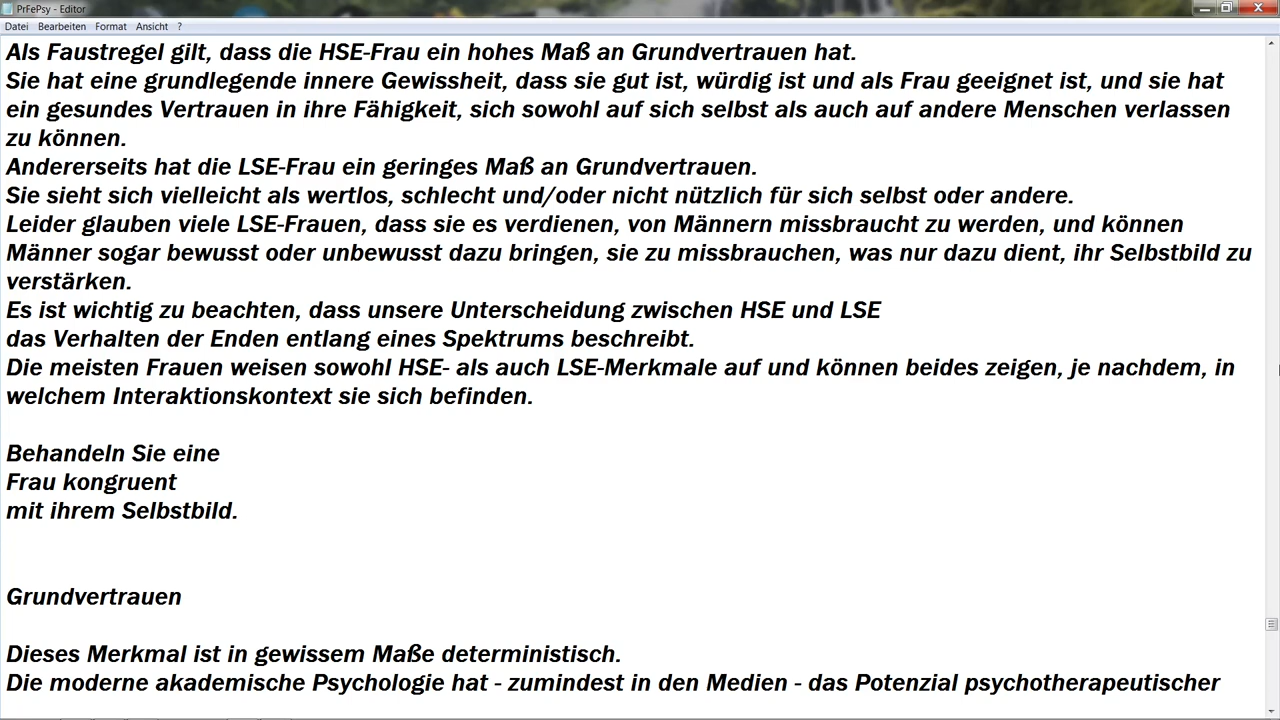 PrFePsy - Editor
Datei Bearbeiten Format Ansicht ?
Als Faustregel gilt, dass die HSE-Frau ein hohes Maß an Grundvertrauen hat.
Sie hat eine grundlegende innere Gewissheit, dass sie gut ist, würdig ist und als Frau geeignet ist, und sie hat
ein gesundes Vertrauen in ihre Fähigkeit, sich sowohl auf sich selbst als auch auf andere Menschen verlassen
zu können.
Andererseits hat die LSE-Frau ein geringes Maß an Grundvertrauen.
Sie sieht sich vielleicht als wertlos, schlecht und/oder nicht nützlich für sich selbst oder andere.
Leider glauben viele LSE-Frauen, dass sie es verdienen, von Männern missbraucht zu werden, und können
Männer sogar bewusst oder unbewusst dazu bringen, sie zu missbrauchen, was nur dazu dient, ihr Selbstbild zu
verstärken.
Es ist wichtig zu beachten, dass unsere Unterscheidung zwischen HSE und LSE
das Verhalten der Enden entlang eines Spektrums beschreibt.
Die meisten Frauen weisen sowohl HSE- als auch LSE-Merkmale auf und können beides zeigen, je nachdem, in
welchem Interaktionskontext sie sich befinden.
Behandeln Sie eine
Frau kongruent
mit ihrem Selbstbild.
Grundvertrauen
Dieses Merkmal ist in gewissem Maße deterministisch.
Die moderne akademische Psychologie hat - zumindest in den Medien - das Potenzial psychotherapeutischer